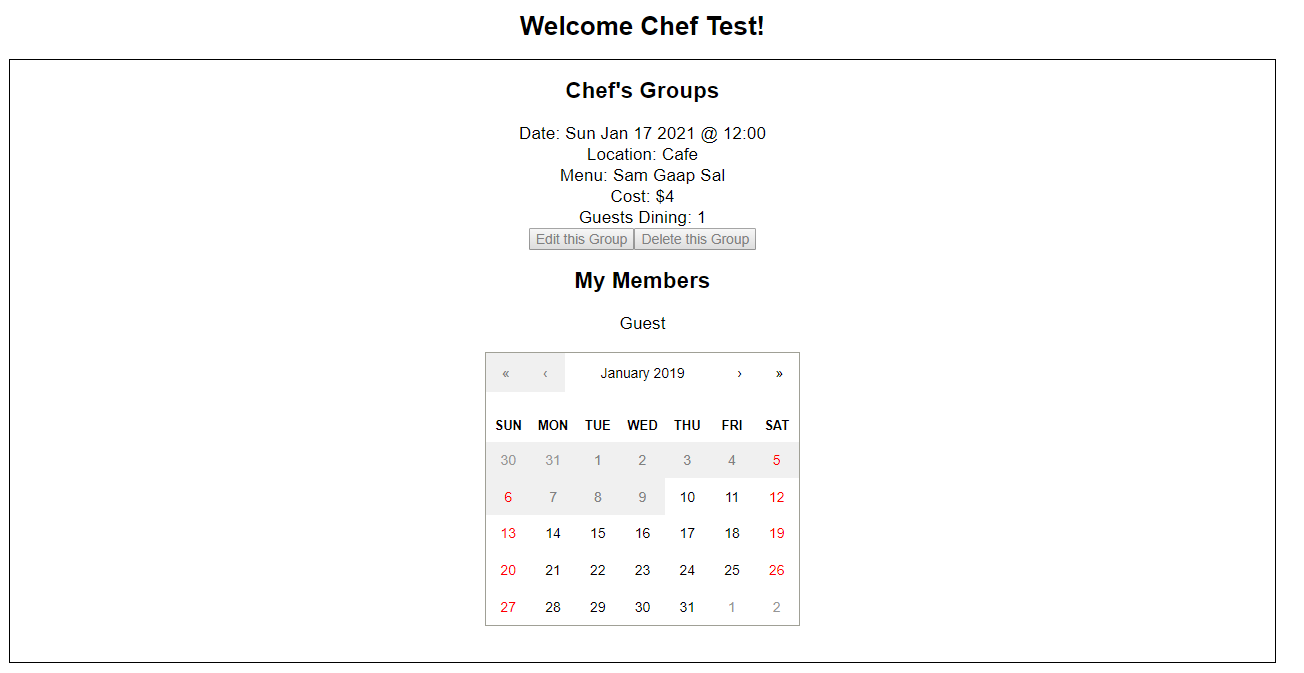 Welcome Chef Test!
Chef's Groups
Date: Sun Jan 17 2021 @ 12:00
Location: Cafe
Menu: Sam Gaap Sal
Cost: $4
Guests Dining: 1
Edit this Group Delete this Group
My Members
Guest
« ‹ January 2019 › »
SUN MON TUE WED THU FRI SAT
30 31 1 2 3 4 5
6 7 8 9 10 11 12
13 14 15 16 17 18 19
20 21 22 23 24 25 26
27 28 29 30 31 1 2